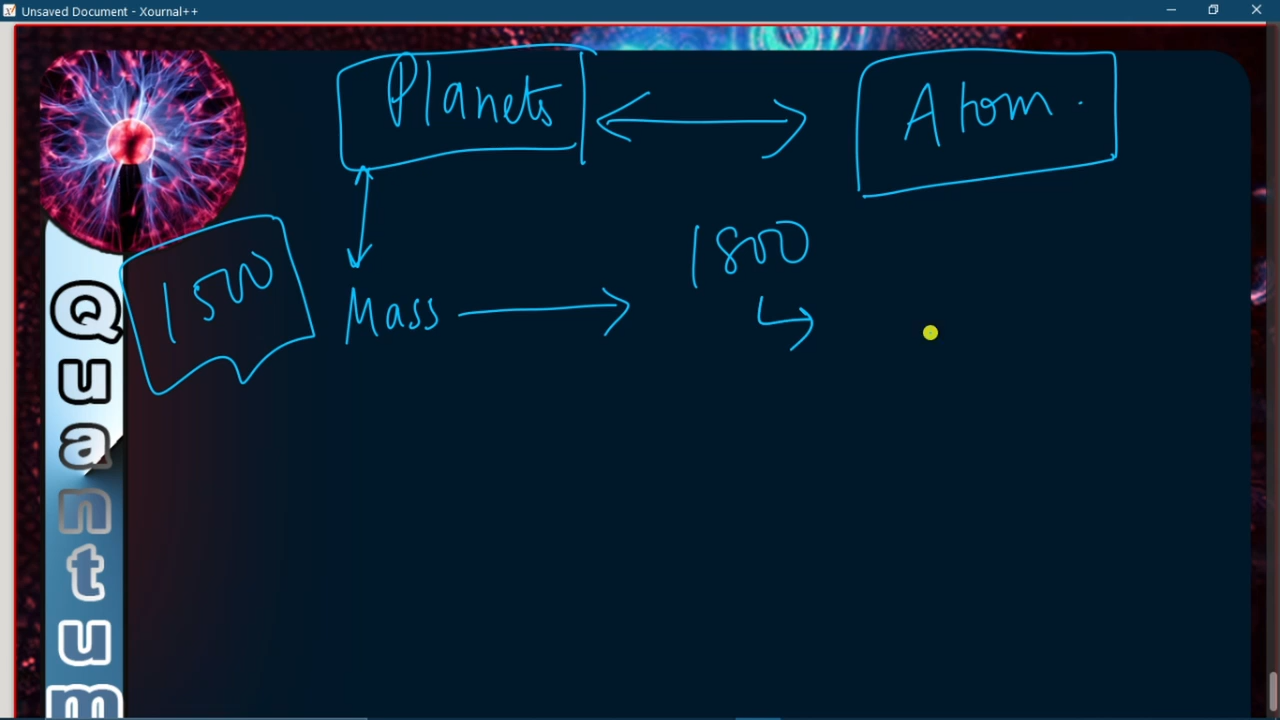 Unsaved Document - Xournal++
Planets
Atom.
1500
1800
Mass
Quantum